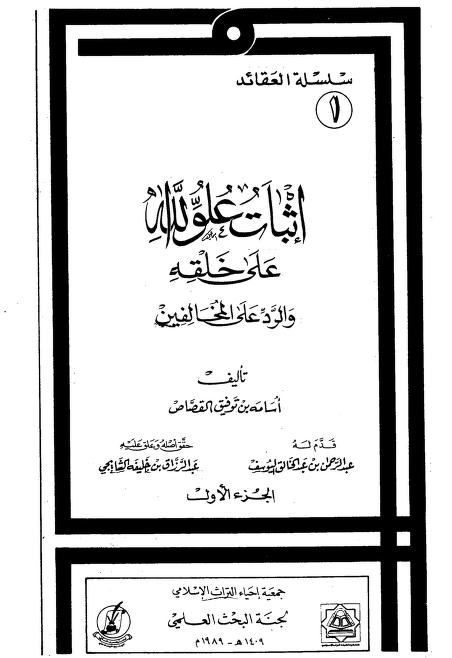 سلسلة العقائد
١
إثبات علو الله
على خلقه
والرد على المخالفين
تأليف
أسامه بن توفيق القصاص
قدّم له
عبد الرحمن بن عبد الخالق اليوسف
حقق أصله وعلق عليه
عبد الرزاق بن خليفه الشايجي
الجزء الأول
جمعية إحياء التراث الإسلامي
لجنة البحث العلمي
١٤٠٩هـ - ١٩٨٩م